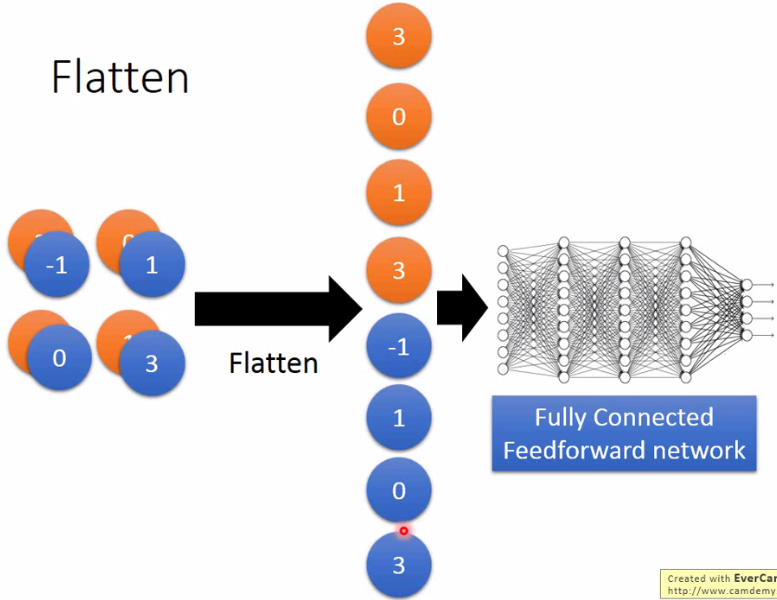 Flatten
3
0
1
3
-1
1
0
3
-1
1
0
3
Flatten
Fully Connected
Feedforward network
Created with EverCam
http://www.camdemy